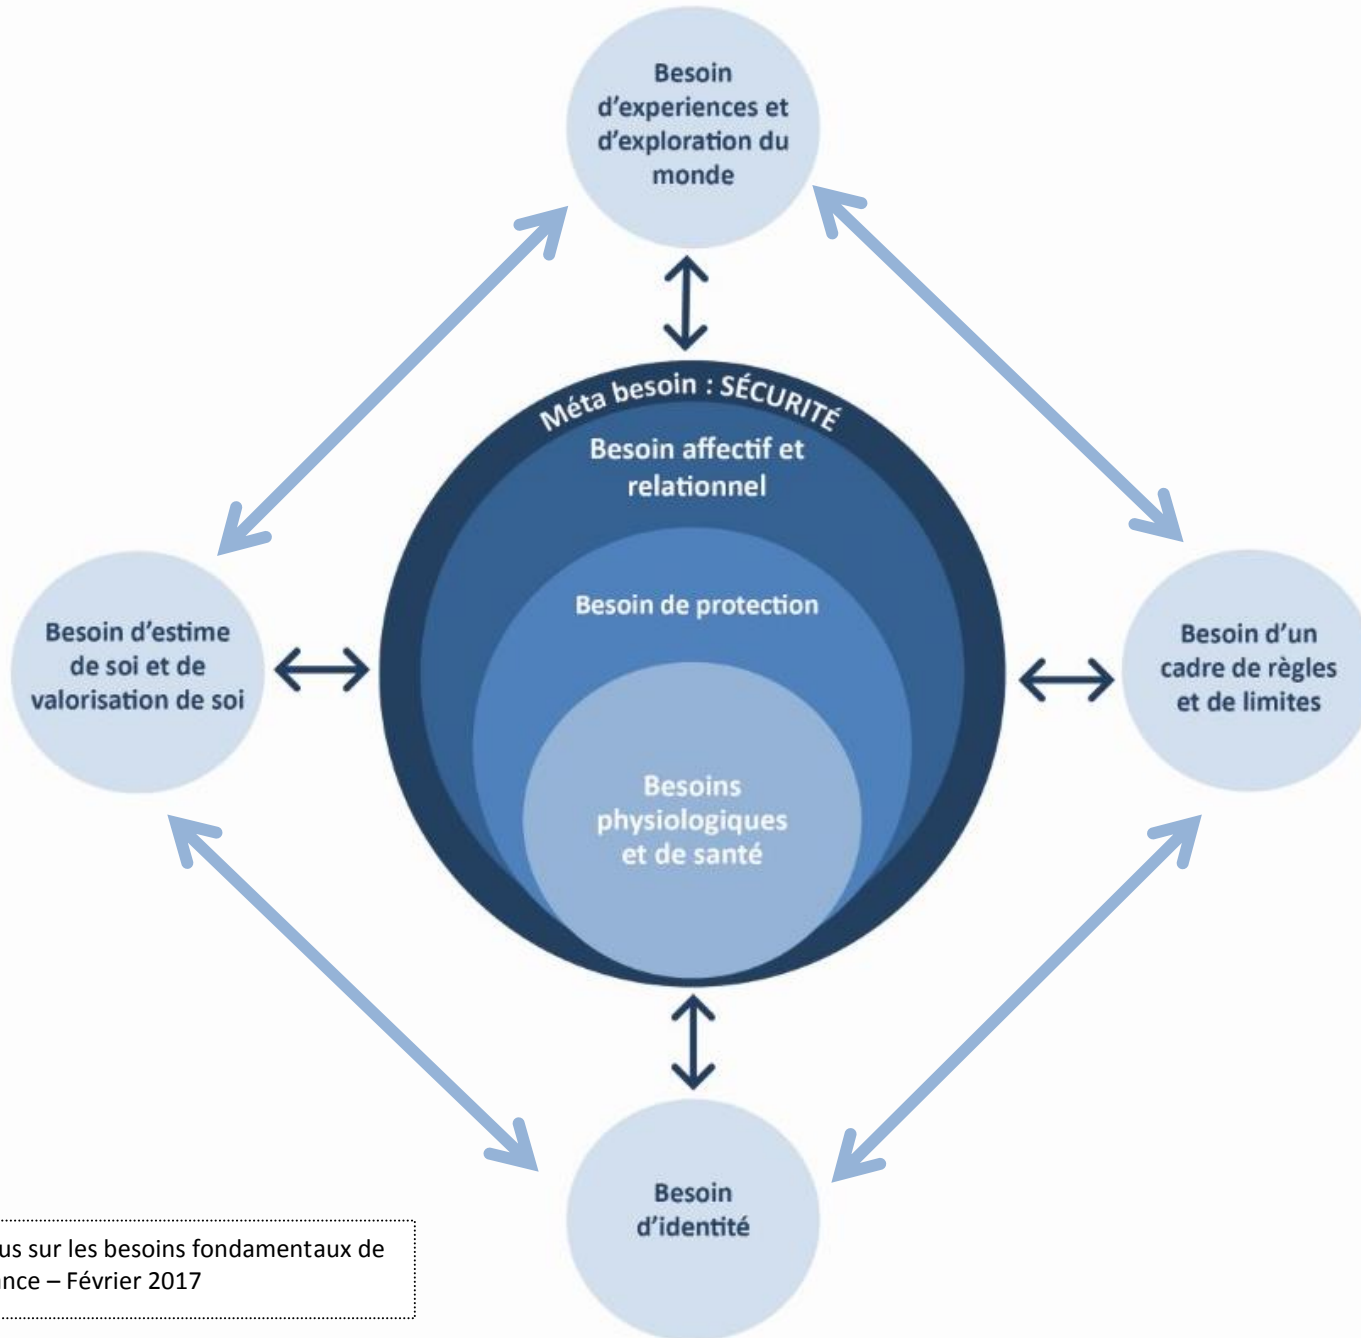 Besoin
d'experiences et
d'exploration du
monde
Méta besoin : SÉCURITÉ
Besoin affectif et
relationnel
Besoin de protection
Besoins
physiologiques
et de santé
Besoin d'estime
de soi et de
valorisation de soi
Besoin d'un
cadre de règles
et de limites
Besoin
d'identité
us sur les besoins fondamentaux de
nce – Février 2017